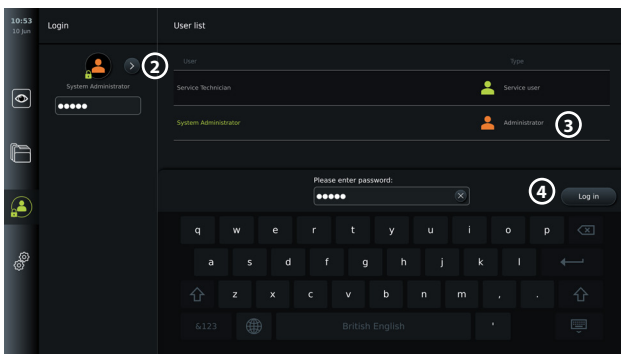 10:53
10 Jun
Login
User list
2
User
Type
System Administrator
Service Technician
Service user
●●●●●
System Administrator
Administrator
3
Please enter password:
●●●●●
4
Log in
q w e r t y u i o p
a s d f g h j k l
z x c v b n m , .
&123
British English
'